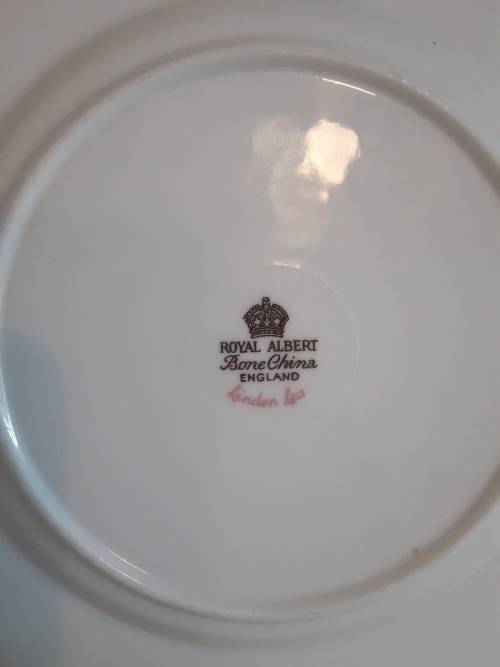 ROYAL ALBERT
Bone China
ENGLAND
Linden Lea